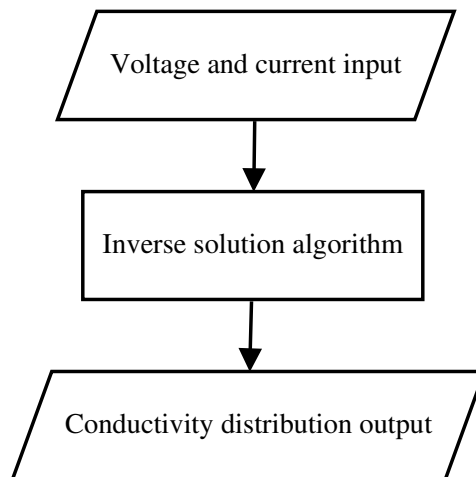 Voltage and current input
Inverse solution algorithm
Conductivity distribution output